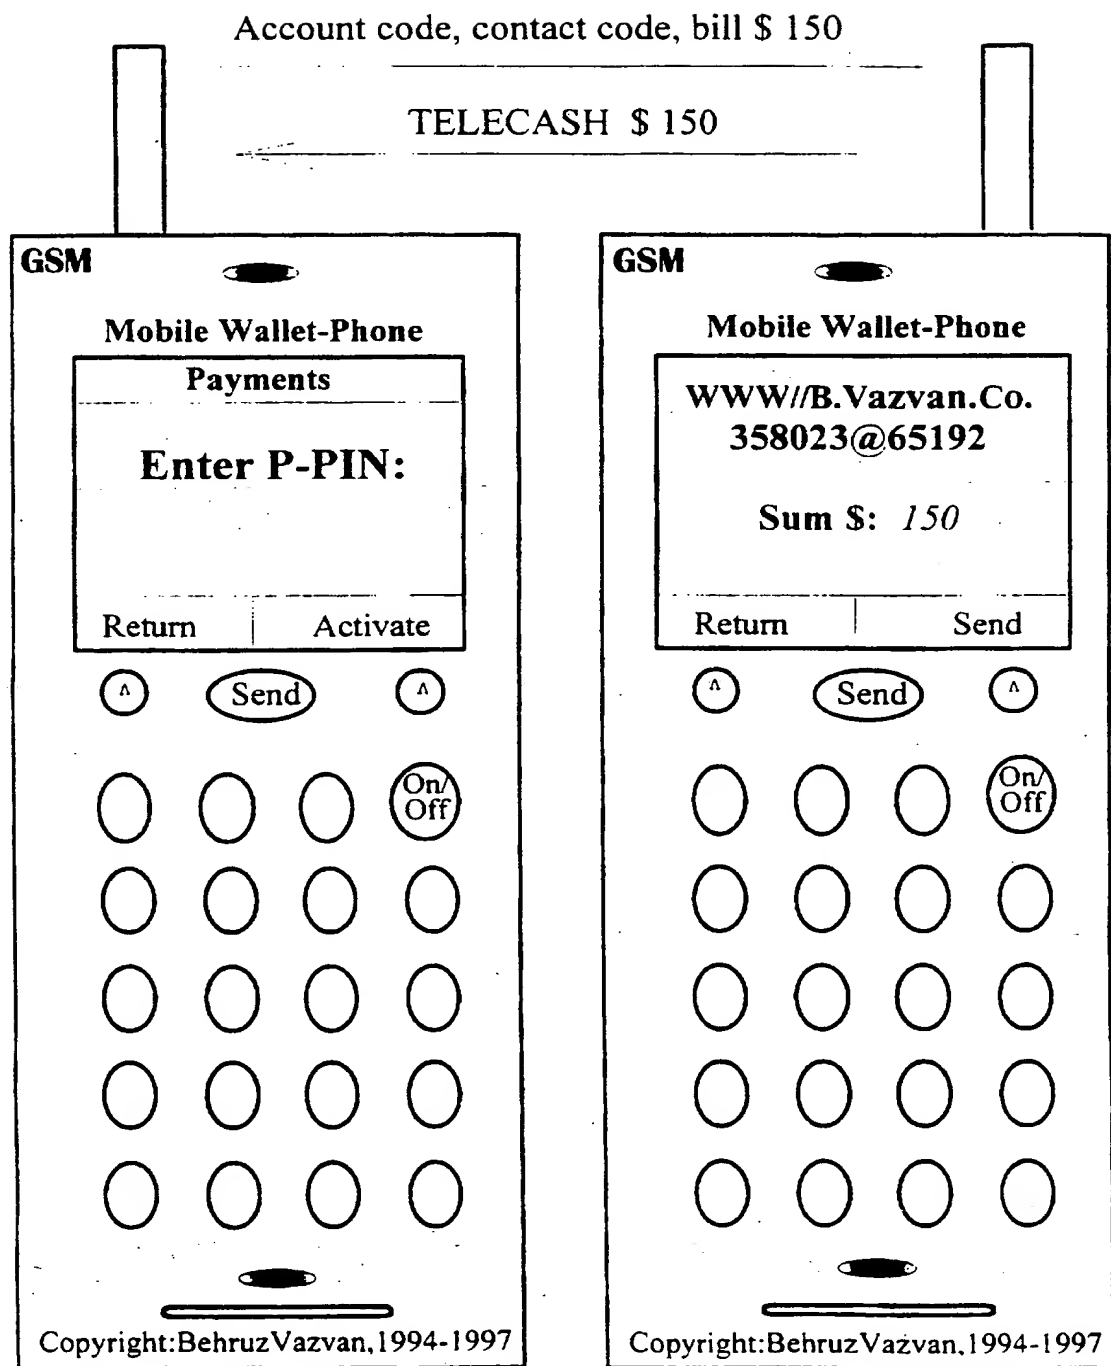 Account code, contact code, bill $ 150
TELECASH $ 150
GSM
Mobile Wallet-Phone
Payments
Enter P-PIN:
Return Activate
^ Send ^
On/
Off
Copyright:BehruzVazvan,1994-1997
GSM
Mobile Wallet-Phone
WWW//B.Vazvan.Co.
358023@65192
Sum $: 150
Return Send
^ Send ^
On/
Off
Copyright:BehruzVazvan,1994-1997